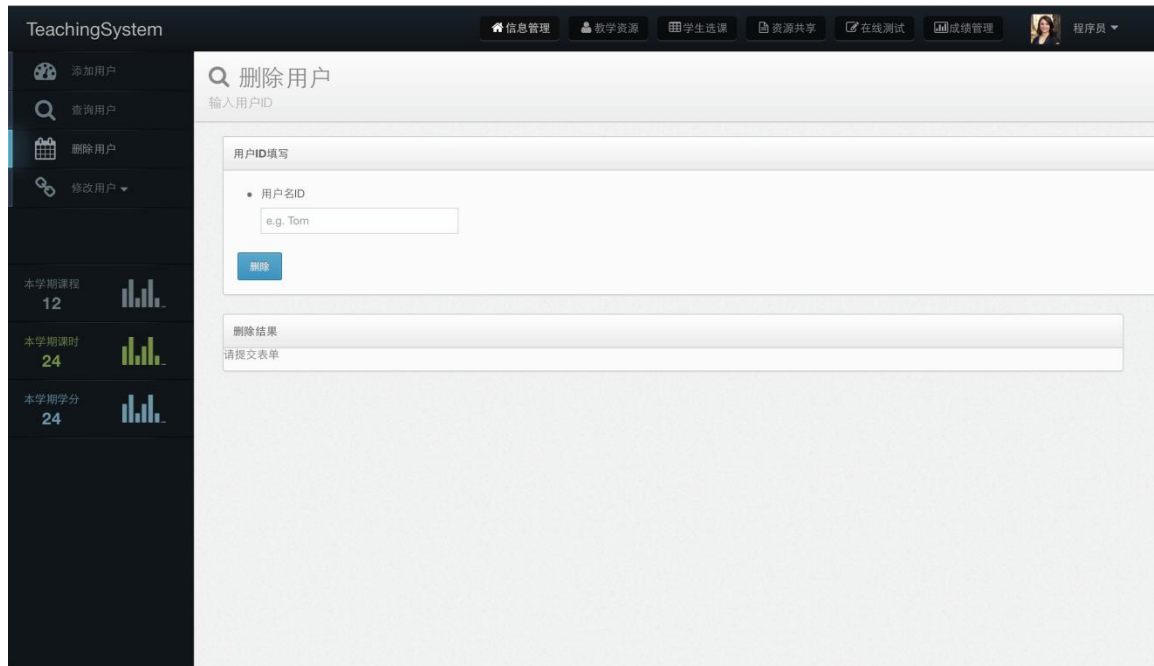 TeachingSystem
信息管理
教学资源
学生选课
资源共享
在线测试
成绩管理
程序员
添加用户
查询用户
删除用户
修改用户
本学期课程
12
本学期课时
24
本学期学分
24
删除用户
输入用户ID
用户ID填写
用户名ID
e.g. Tom
删除
删除结果
请提交表单